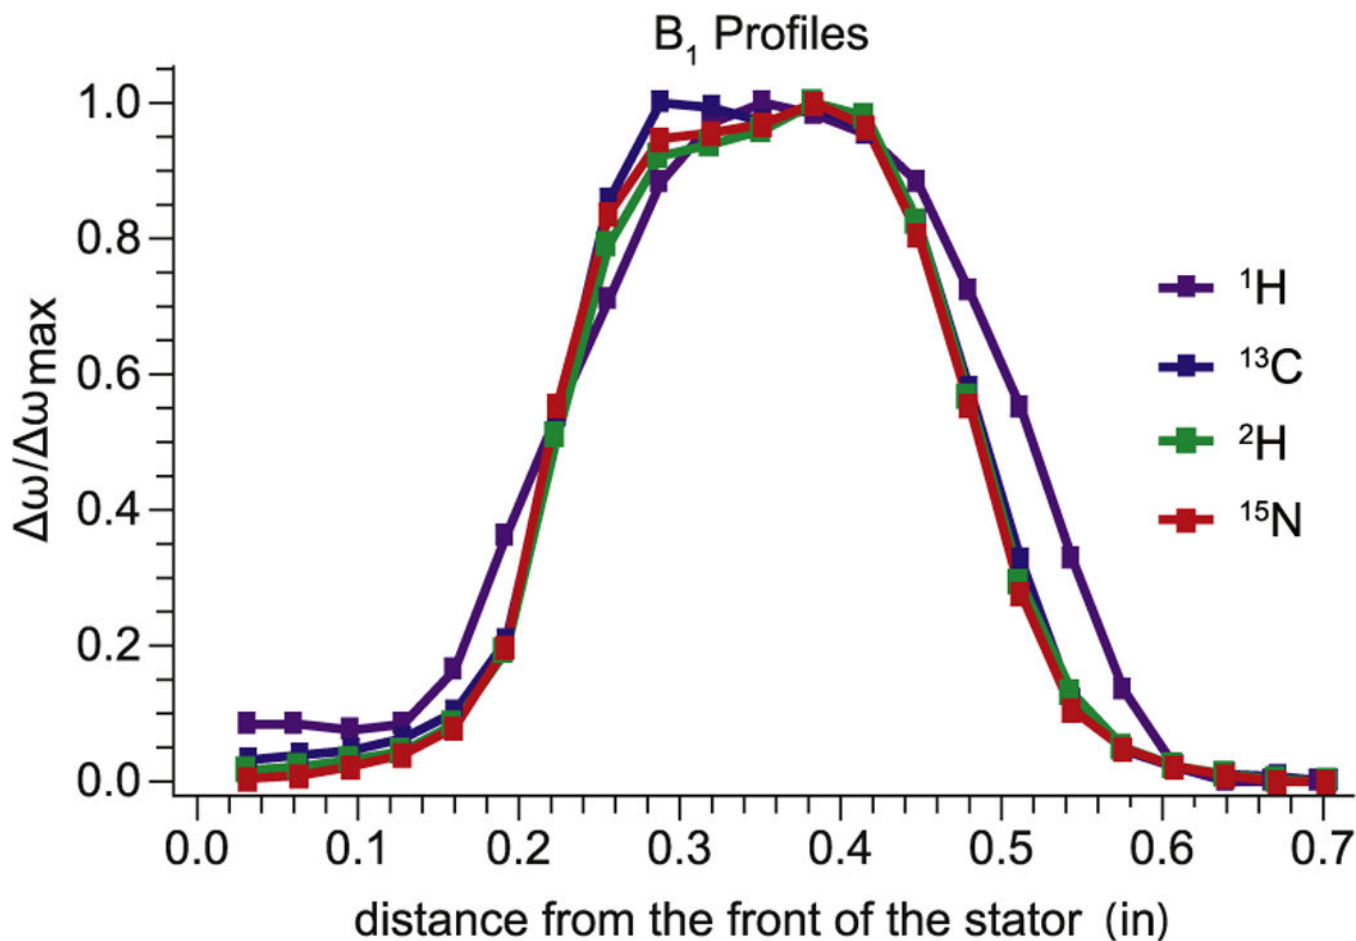 B₁ Profiles
1.0
0.8
0.6
0.4
0.2
0.0
Δω/Δωmax
¹H
¹³C
²H
¹⁵N
0.0 0.1 0.2 0.3 0.4 0.5 0.6 0.7
distance from the front of the stator (in)